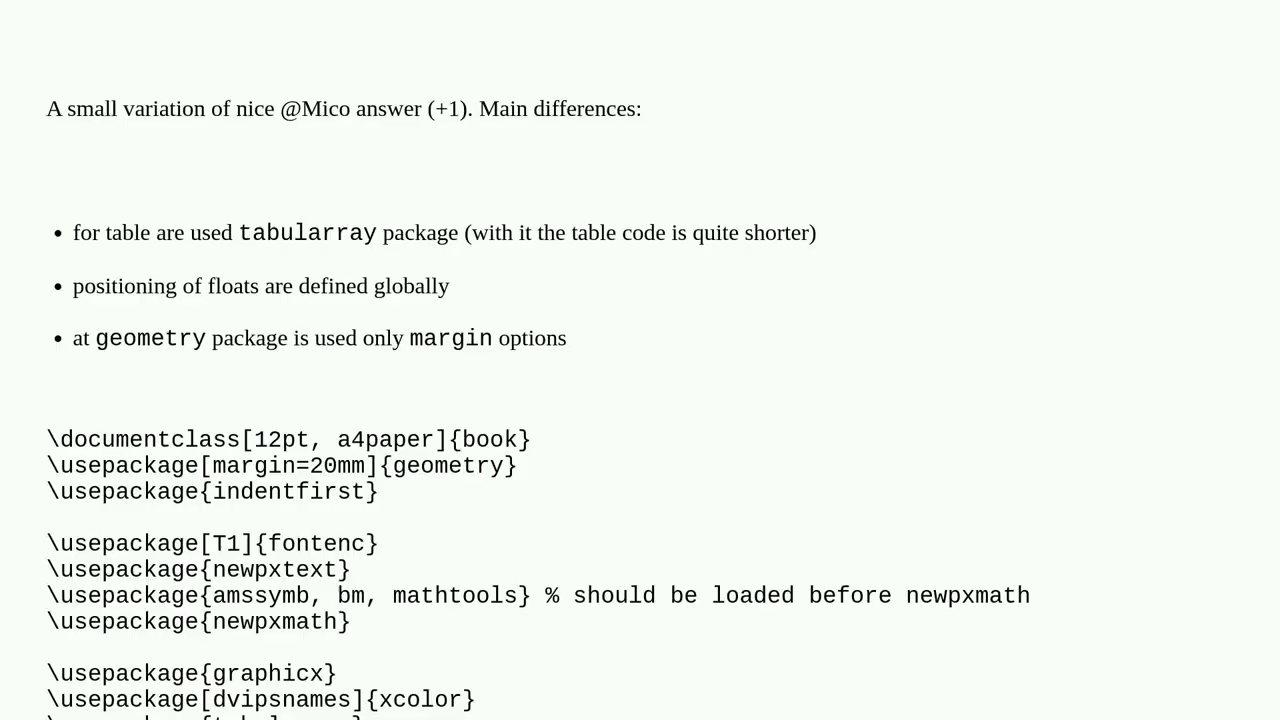 A small variation of nice @Mico answer (+1). Main differences:
• for table are used tabularray package (with it the table code is quite shorter)
• positioning of floats are defined globally
• at geometry package is used only margin options
\documentclass[12pt, a4paper]{book}
\usepackage[margin=20mm]{geometry}
\usepackage{indentfirst}
\usepackage[T1]{fontenc}
\usepackage{newpxtext}
\usepackage{amssymb, bm, mathtools} % should be loaded before newpxmath
\usepackage{newpxmath}
\usepackage{graphicx}
\usepackage[dvipsnames]{xcolor}